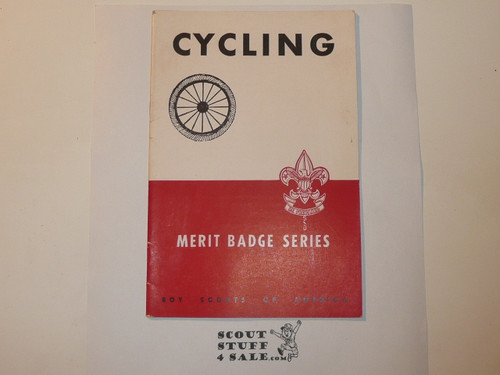 CYCLING
MERIT BADGE SERIES
BOY SCOUTS OF AMERICA
SCOUT
STUFF
4 SALE.com